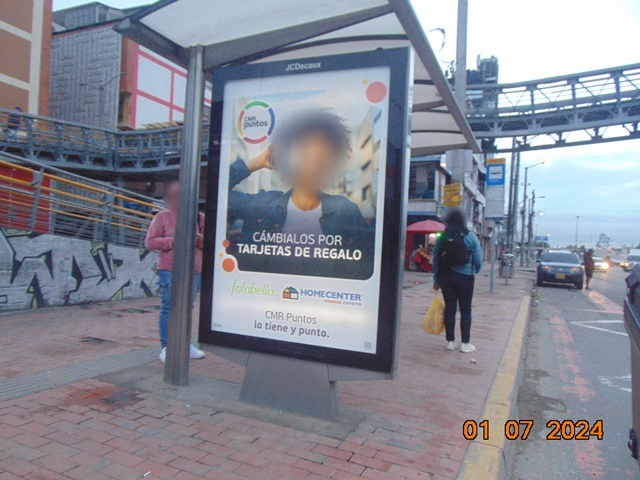 JCDecaux
CMR
puntos
CÁMBIALOS POR
TARJETAS DE REGALO
falabella.
HOMECENTER
CMR Puntos
lo tiene y punto.
01 07 2024